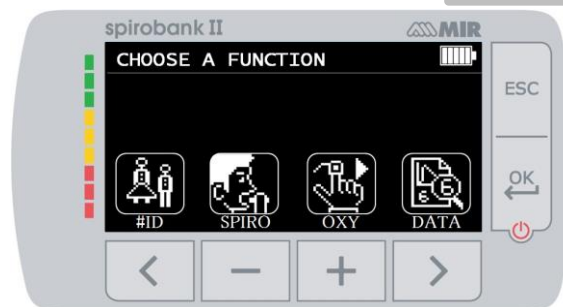 spirobank II
MIR
CHOOSE A FUNCTION
ESC
OK
#ID SPIRO OXY DATA